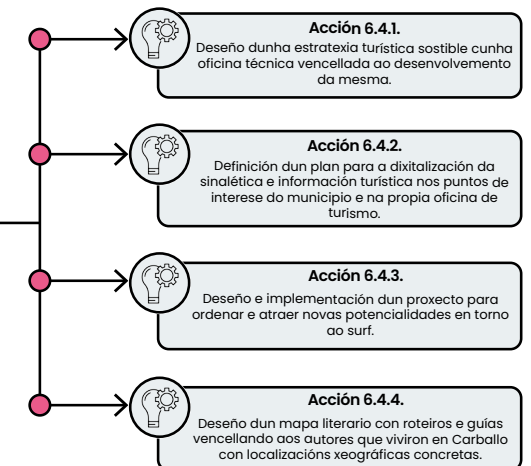 Acción 6.4.1.
Deseño dunha estratexia turística sostible cunha
oficina técnica vencellada ao desenvolvemento
da mesma.
Acción 6.4.2.
Definición dun plan para a dixitalización da
sinalética e información turística nos puntos de
interese do municipio e na propia oficina de
turismo.
Acción 6.4.3.
Deseño e implementación dun proxecto para
ordenar e atraer novas potencialidades en torno
ao surf.
Acción 6.4.4.
Deseño dun mapa literario con roteiros e guías
vencellando aos autores que viviron en Carballo
con localizacións xeográficas concretas.